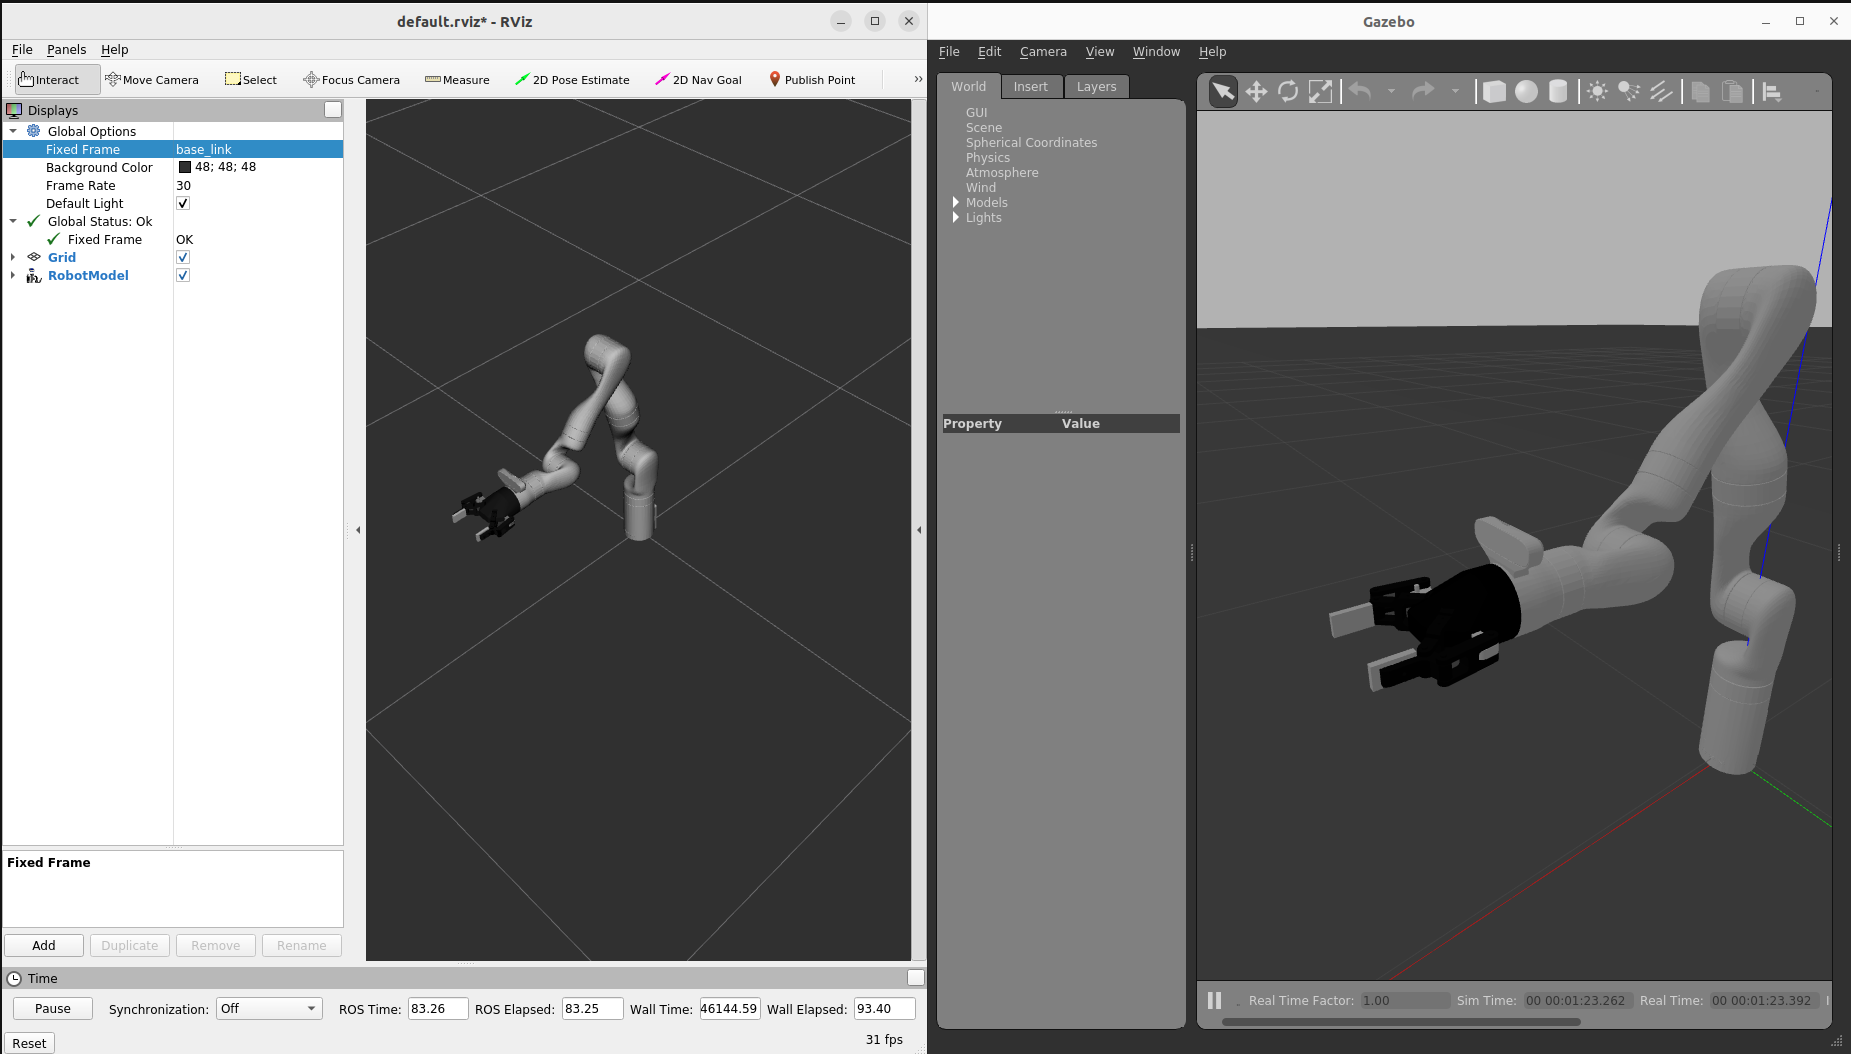 default.rviz* - RViz
File Panels Help
Interact Move Camera Select Focus Camera Measure 2D Pose Estimate 2D Nav Goal Publish Point »
Displays
Global Options
Fixed Frame base_link
Background Color 48; 48; 48
Frame Rate 30
Default Light
Global Status: Ok
Fixed Frame OK
Grid
RobotModel
Fixed Frame
Add Duplicate Remove Rename
Time
Pause Synchronization: Off ROS Time: 83.26 ROS Elapsed: 83.25 Wall Time: 46144.59 Wall Elapsed: 93.40
Reset 31 fps
Gazebo
File Edit Camera View Window Help
World Insert Layers
GUI
Scene
Spherical Coordinates
Physics
Atmosphere
Wind
Models
Lights
Property Value
Real Time Factor: 1.00 Sim Time: 00 00:01:23.262 Real Time: 00 00:01:23.392